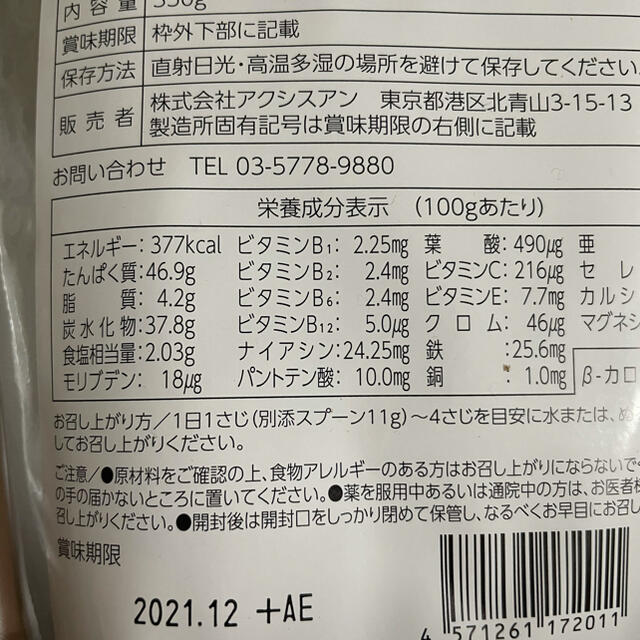 内容量 350g
賞味期限 枠外下部に記載
保存方法 直射日光・高温多湿の場所を避けて保存してください。
販売者 株式会社アクシスアン 東京都港区北青山3-15-13
製造所固有記号は賞味期限の右側に記載
お問い合わせ TEL 03-5778-9880
栄養成分表示 (100gあたり)
エネルギー:377kcal ビタミンB1: 2.25mg 葉酸:490μg 亜
たんぱく質:46.9g ビタミンB2: 2.4mg ビタミンC:216μg セレ
脂質:4.2g ビタミンB6: 2.4mg ビタミンE:7.7mg カルシ
炭水化物:37.8g ビタミンB12: 5.0μg クロム:46μg マグネシ
食塩相当量:2.03g ナイアシン:24.25mg 鉄:25.6mg
モリブデン:18μg パントテン酸:10.0mg 銅:1.0mg β-カロ
お召し上がり方/1日1さじ(別添スプーン11g)~4さじを目安に水または、ぬ
してお召し上がりください。
ご注意/●原材料をご確認の上、食物アレルギーのある方はお召し上がりにならないで
の手の届かないところに置いてください。●薬を服用中あるいは通院中の方は、お医者様
召し上がりください。●開封後は開封口をしっかり閉めて保管し、なるべくお早目にお召し
賞味期限
2021.12 +AE
4 571261 172011